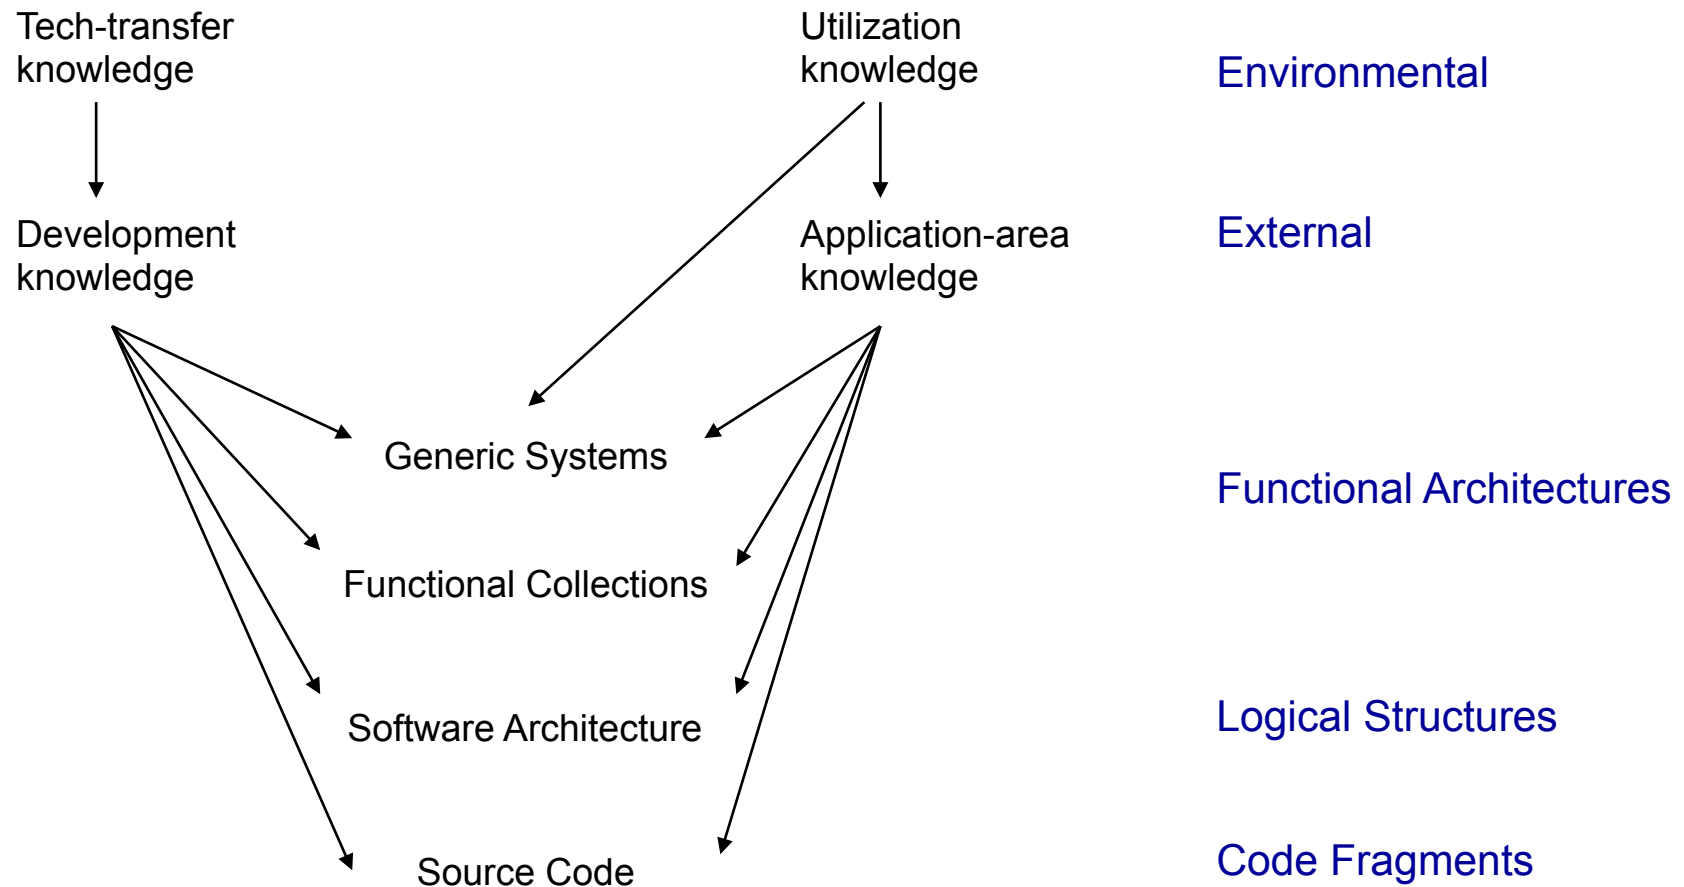 Tech-transfer
knowledge
Utilization
knowledge
Environmental
Development
knowledge
Application-area
knowledge
External
Generic Systems
Functional Architectures
Functional Collections
Software Architecture
Logical Structures
Source Code
Code Fragments